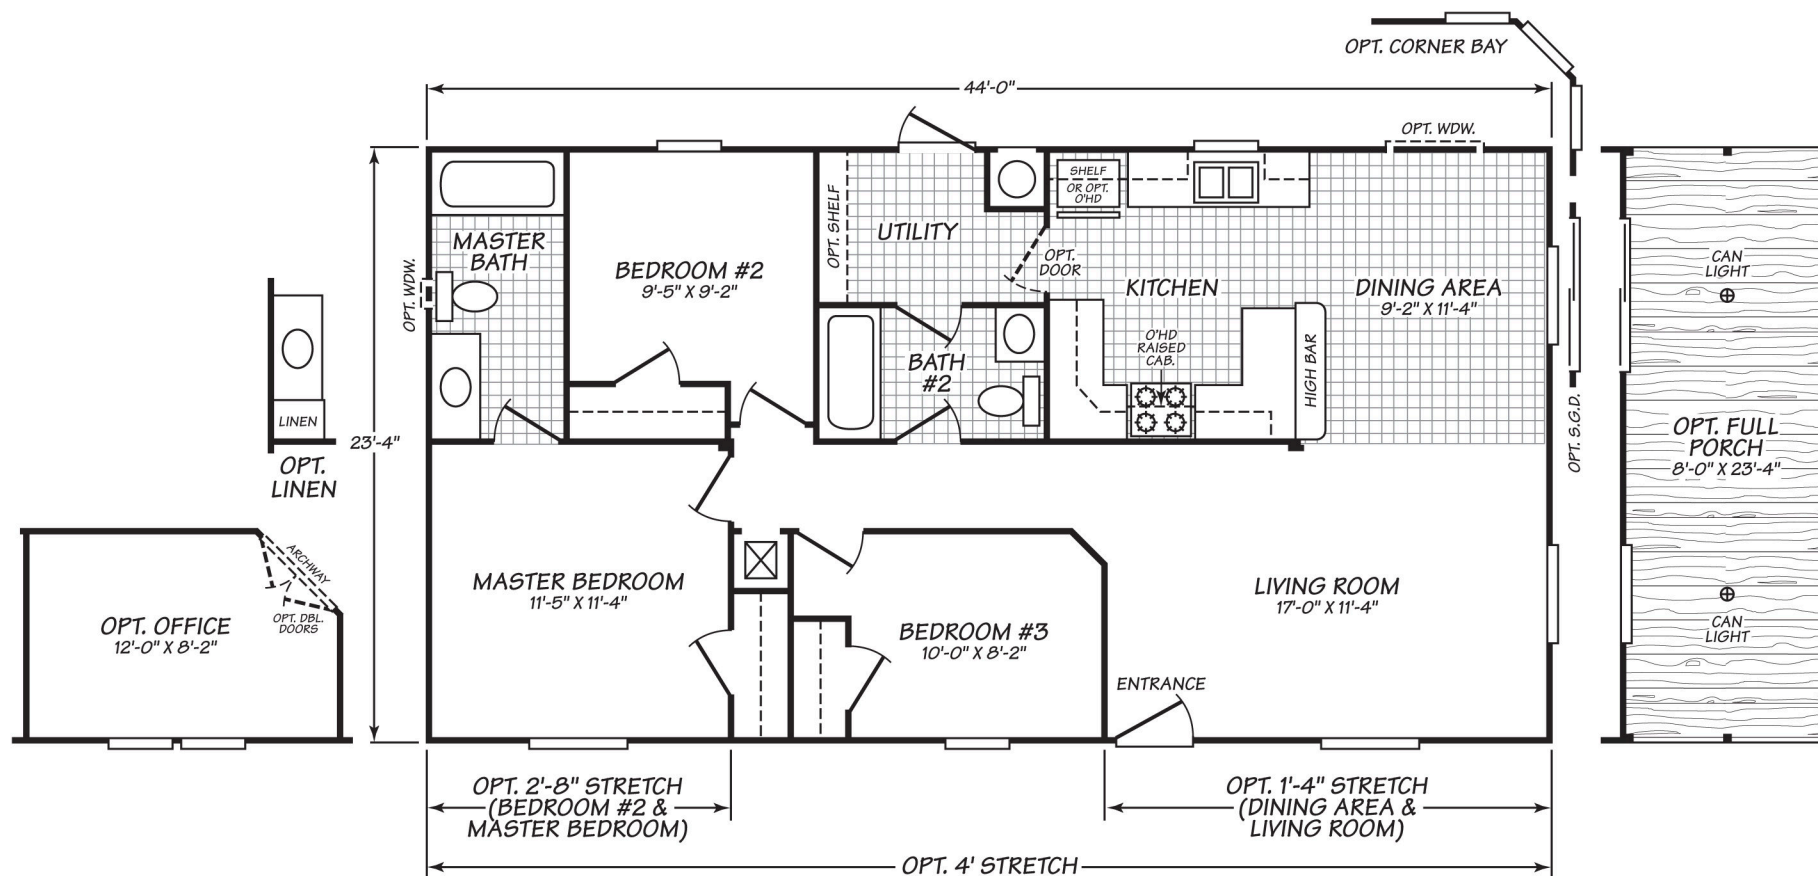 OPT. CORNER BAY
44'-0"
OPT. WDW.
SHELF
OR OPT.
O'HD
OPT. SHELF
UTILITY
MASTER
BATH
OPT. WDW.
BEDROOM #2
9'-5" X 9'-2"
OPT.
DOOR
KITCHEN
DINING AREA
9'-2" X 11'-4"
CAN
LIGHT
O'HD
RAISED
CAB.
BATH
#2
HIGH BAR
LINEN
OPT.
LINEN
23'-4"
OPT. S.G.D.
OPT. FULL
PORCH
8'-0" X 23'-4"
ARCHWAY
OPT. DBL.
DOORS
OPT. OFFICE
12'-0" X 8'-2"
MASTER BEDROOM
11'-5" X 11'-4"
BEDROOM #3
10'-0" X 8'-2"
LIVING ROOM
17'-0" X 11'-4"
CAN
LIGHT
ENTRANCE
OPT. 2'-8" STRETCH
(BEDROOM #2 &
MASTER BEDROOM)
OPT. 1'-4" STRETCH
(DINING AREA &
LIVING ROOM)
OPT. 4' STRETCH